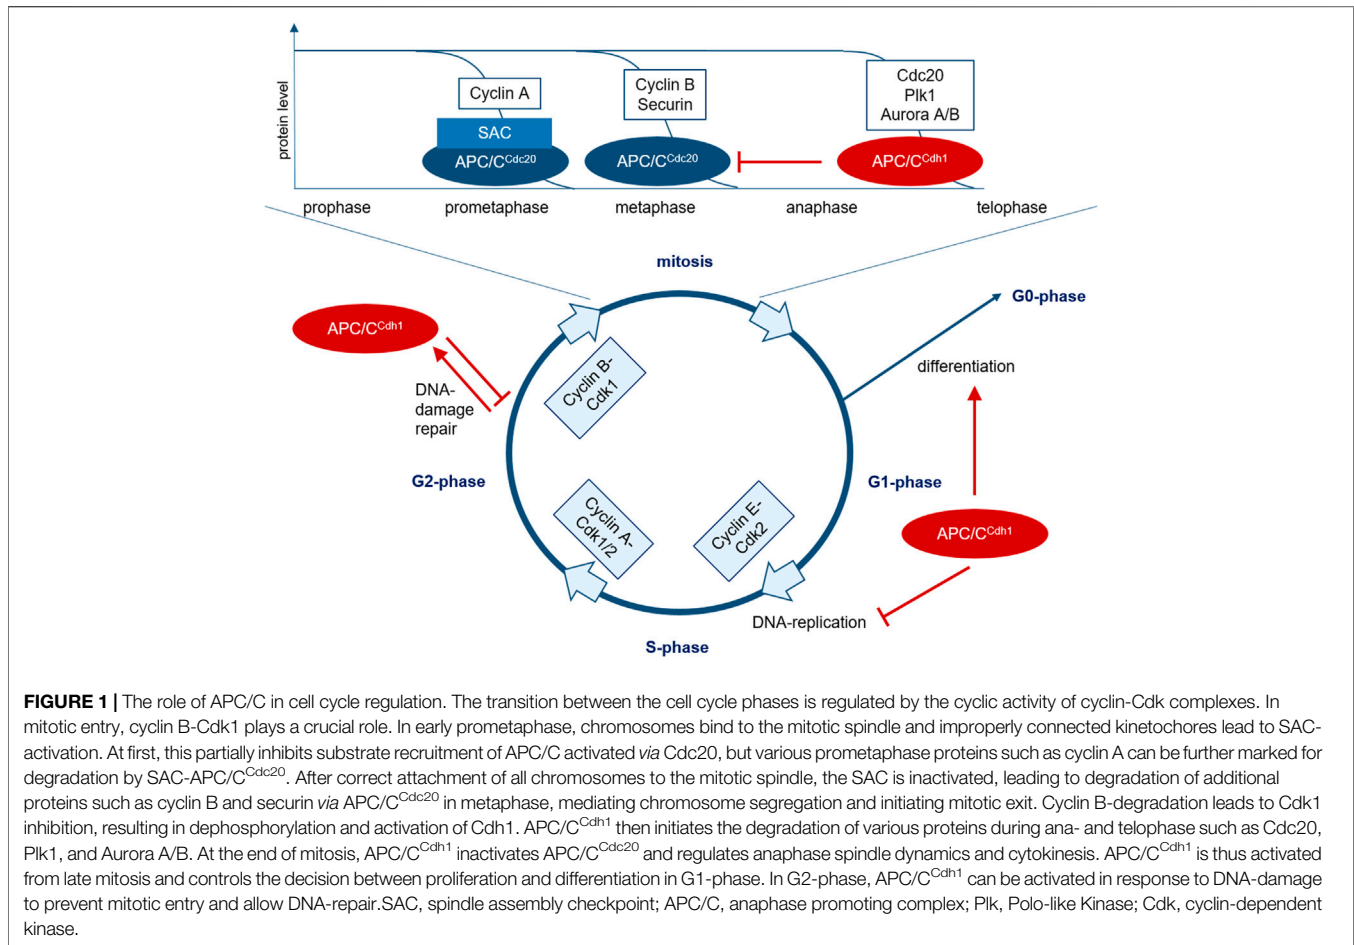 protein level
Cyclin A
SAC
APC/C^Cdc20
Cyclin B
Securin
APC/C^Cdc20
Cdc20
Plk1
Aurora A/B
APC/C^Cdh1
prophase
prometaphase
metaphase
anaphase
telophase
mitosis
G0-phase
APC/C^Cdh1
differentiation
DNA-
damage
repair
Cyclin B-
Cdk1
G2-phase
G1-phase
Cyclin A-
Cdk1/2
Cyclin E-
Cdk2
APC/C^Cdh1
DNA-replication
S-phase
FIGURE 1 | The role of APC/C in cell cycle regulation. The transition between the cell cycle phases is regulated by the cyclic activity of cyclin-Cdk complexes. In
mitotic entry, cyclin B-Cdk1 plays a crucial role. In early prometaphase, chromosomes bind to the mitotic spindle and improperly connected kinetochores lead to SAC-
activation. At first, this partially inhibits substrate recruitment of APC/C activated via Cdc20, but various prometaphase proteins such as cyclin A can be further marked for
degradation by SAC-APC/C^Cdc20. After correct attachment of all chromosomes to the mitotic spindle, the SAC is inactivated, leading to degradation of additional
proteins such as cyclin B and securin via APC/C^Cdc20 in metaphase, mediating chromosome segregation and initiating mitotic exit. Cyclin B-degradation leads to Cdk1
inhibition, resulting in dephosphorylation and activation of Cdh1. APC/C^Cdh1 then initiates the degradation of various proteins during ana- and telophase such as Cdc20,
Plk1, and Aurora A/B. At the end of mitosis, APC/C^Cdh1 inactivates APC/C^Cdc20 and regulates anaphase spindle dynamics and cytokinesis. APC/C^Cdh1 is thus activated
from late mitosis and controls the decision between proliferation and differentiation in G1-phase. In G2-phase, APC/C^Cdh1 can be activated in response to DNA-damage
to prevent mitotic entry and allow DNA-repair.SAC, spindle assembly checkpoint; APC/C, anaphase promoting complex; Plk, Polo-like Kinase; Cdk, cyclin-dependent
kinase.